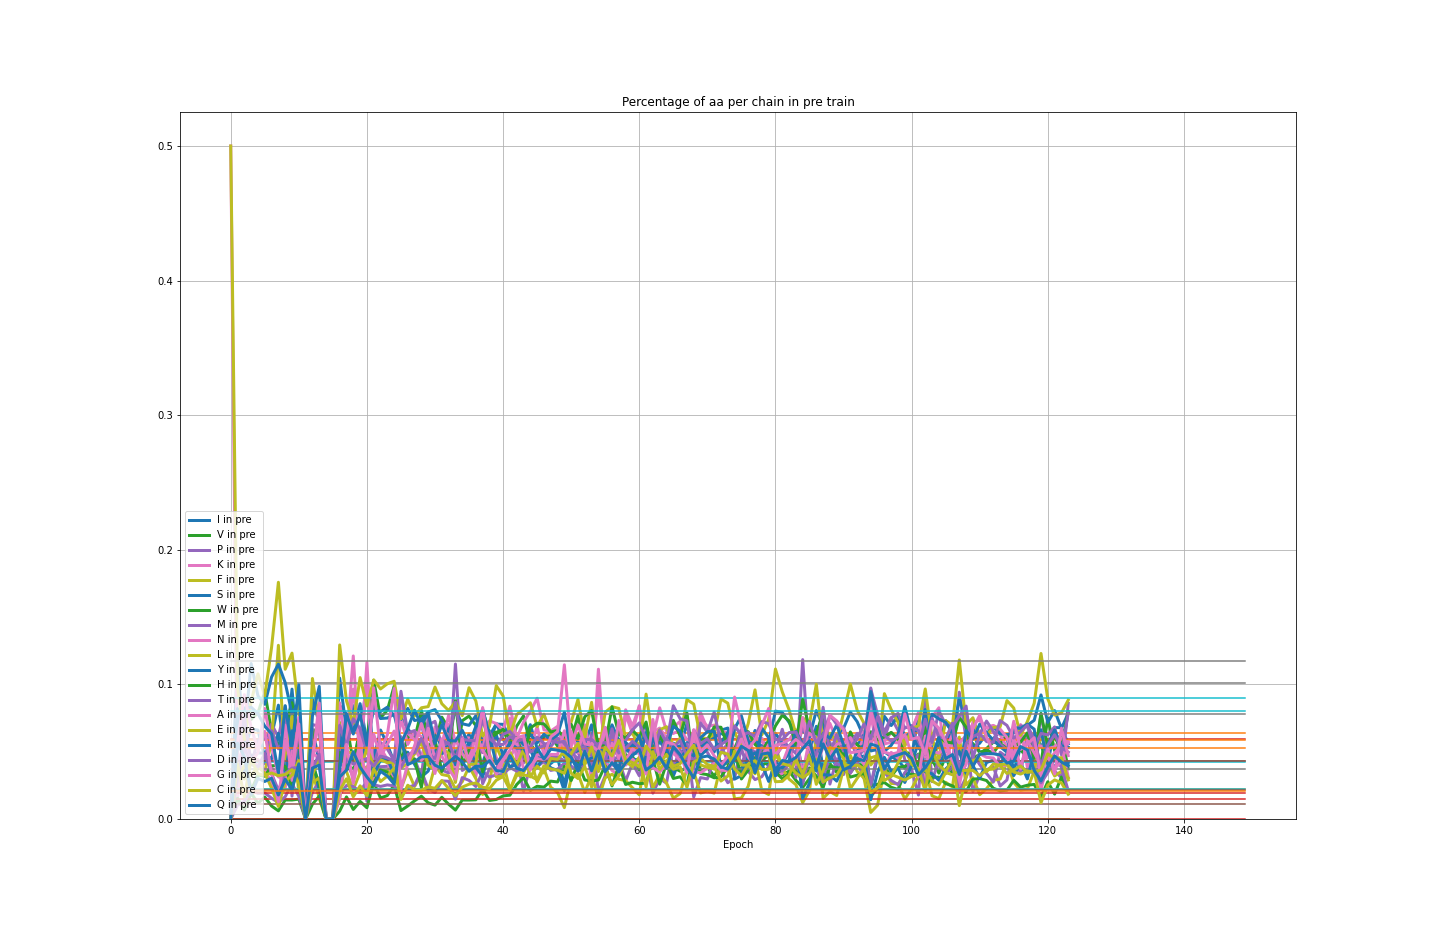 Percentage of aa per chain in pre train
0.5
0.4
0.3
0.2
0.1
0.0
I in pre
V in pre
P in pre
K in pre
F in pre
S in pre
W in pre
M in pre
N in pre
L in pre
Y in pre
H in pre
T in pre
A in pre
E in pre
R in pre
D in pre
G in pre
C in pre
Q in pre
0 20 40 60 80 100 120 140
Epoch